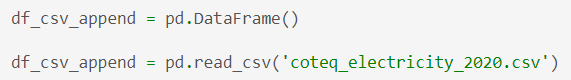 df_csv_append = pd.DataFrame()
df_csv_append = pd.read_csv('coteq_electricity_2020.csv')